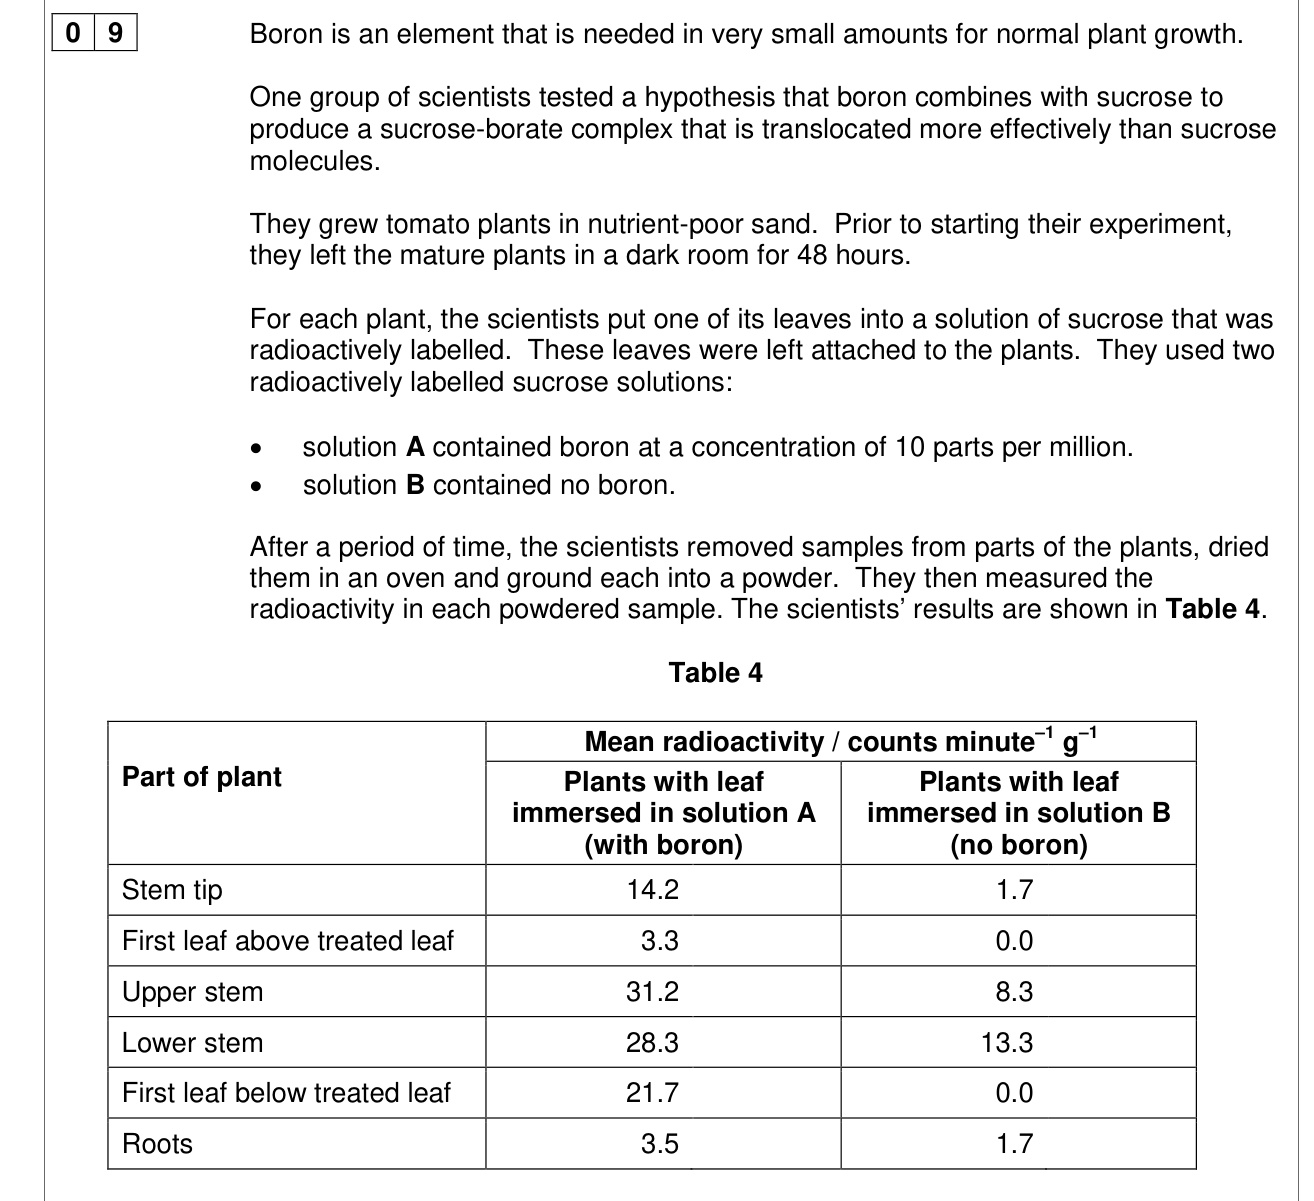 0 9 Boron is an element that is needed in very small amounts for normal plant growth.
One group of scientists tested a hypothesis that boron combines with sucrose to
produce a sucrose-borate complex that is translocated more effectively than sucrose
molecules.
They grew tomato plants in nutrient-poor sand. Prior to starting their experiment,
they left the mature plants in a dark room for 48 hours.
For each plant, the scientists put one of its leaves into a solution of sucrose that was
radioactively labelled. These leaves were left attached to the plants. They used two
radioactively labelled sucrose solutions:
• solution A contained boron at a concentration of 10 parts per million.
• solution B contained no boron.
After a period of time, the scientists removed samples from parts of the plants, dried
them in an oven and ground each into a powder. They then measured the
radioactivity in each powdered sample. The scientists’ results are shown in Table 4.
Table 4
Part of plant
Mean radioactivity / counts minute⁻¹ g⁻¹
Plants with leaf
immersed in solution A
(with boron)
Plants with leaf
immersed in solution B
(no boron)
Stem tip 14.2 1.7
First leaf above treated leaf 3.3 0.0
Upper stem 31.2 8.3
Lower stem 28.3 13.3
First leaf below treated leaf 21.7 0.0
Roots 3.5 1.7